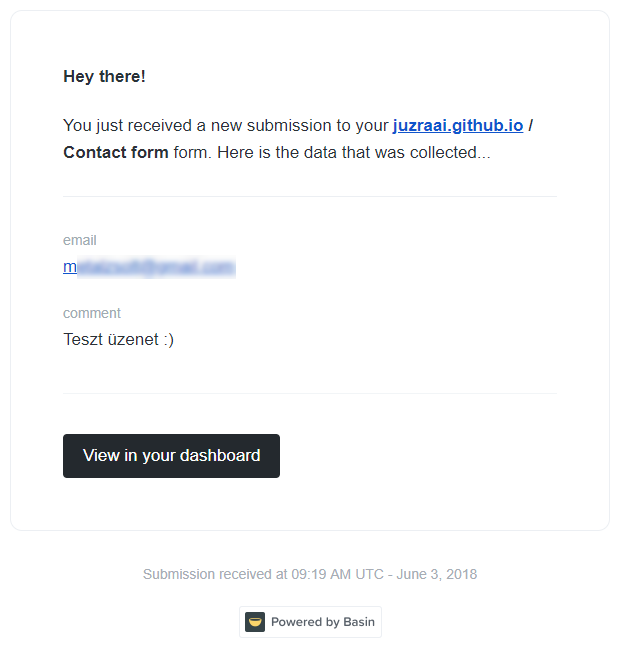 Hey there!
You just received a new submission to your juzraai.github.io /
Contact form form. Here is the data that was collected...
email
m
comment
Teszt üzenet :)
View in your dashboard
Submission received at 09:19 AM UTC - June 3, 2018
Powered by Basin